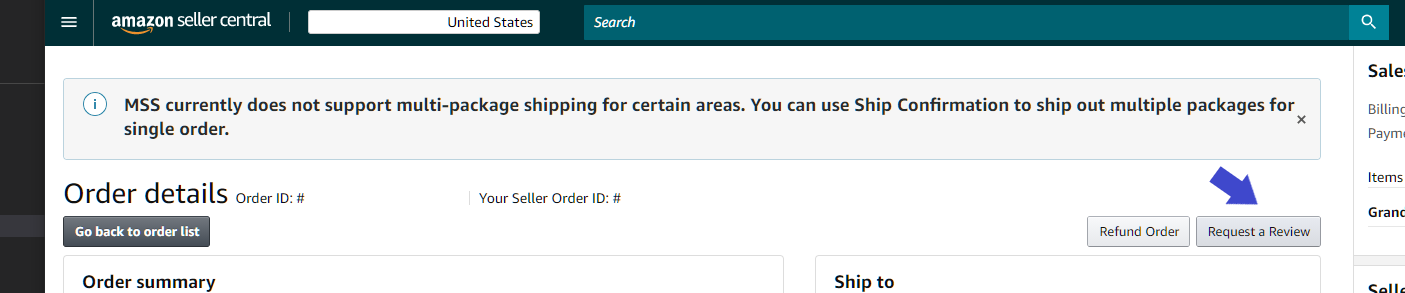 amazon seller central
United States
Search
MSS currently does not support multi-package shipping for certain areas. You can use Ship Confirmation to ship out multiple packages for
single order.
Order details Order ID: # Your Seller Order ID: #
Go back to order list
Refund Order Request a Review
Order summary
Ship to
Sales
Billing
Payme
Items
Grand
Selle